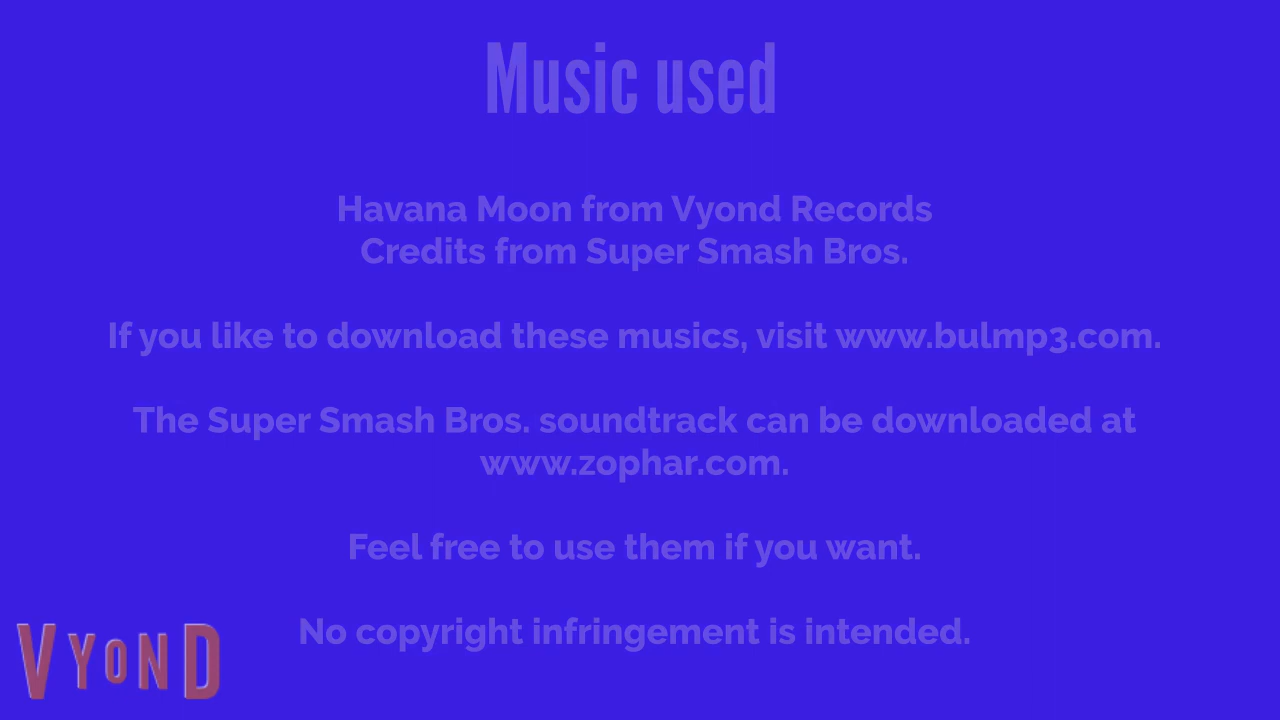 Music used
Havana Moon from Vyond Records
Credits from Super Smash Bros.
If you like to download these musics, visit www.bulmp3.com.
The Super Smash Bros. soundtrack can be downloaded at
www.zophar.com.
Feel free to use them if you want.
No copyright infringement is intended.
VYOND